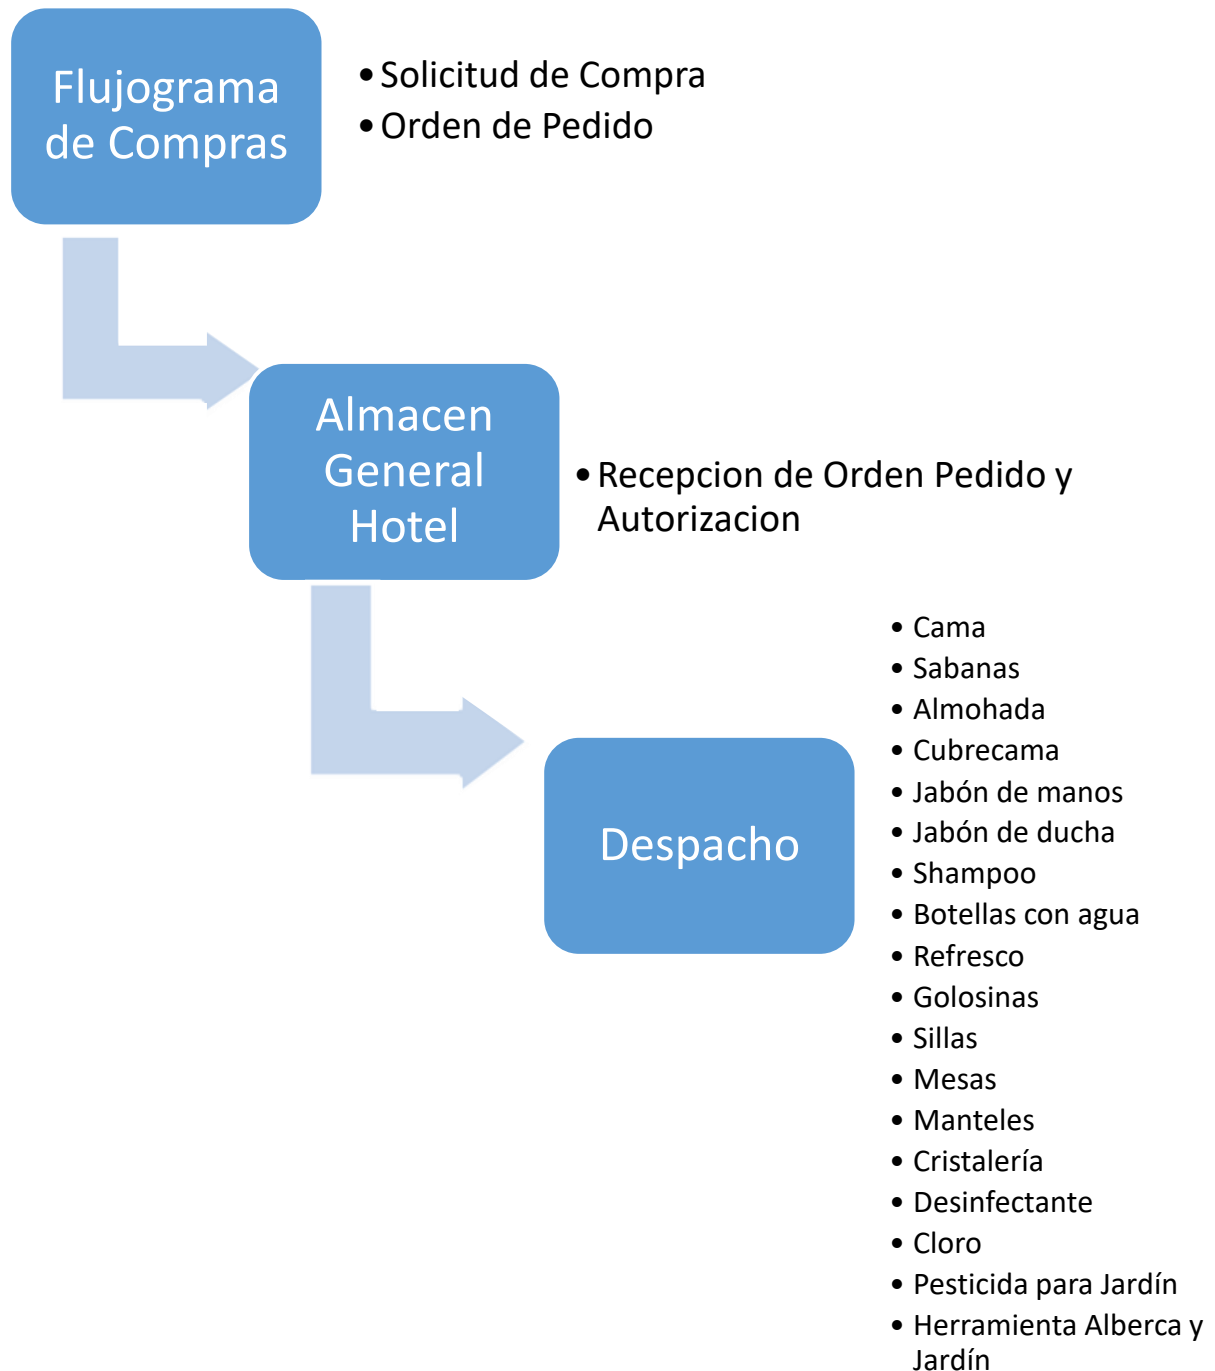 Flujograma
de Compras
• Solicitud de Compra
• Orden de Pedido
Almacen
General
Hotel
• Recepcion de Orden Pedido y
Autorizacion
Despacho
• Cama
• Sabanas
• Almohada
• Cubrecama
• Jabón de manos
• Jabón de ducha
• Shampoo
• Botellas con agua
• Refresco
• Golosinas
• Sillas
• Mesas
• Manteles
• Cristalería
• Desinfectante
• Cloro
• Pesticida para Jardín
• Herramienta Alberca y
Jardín